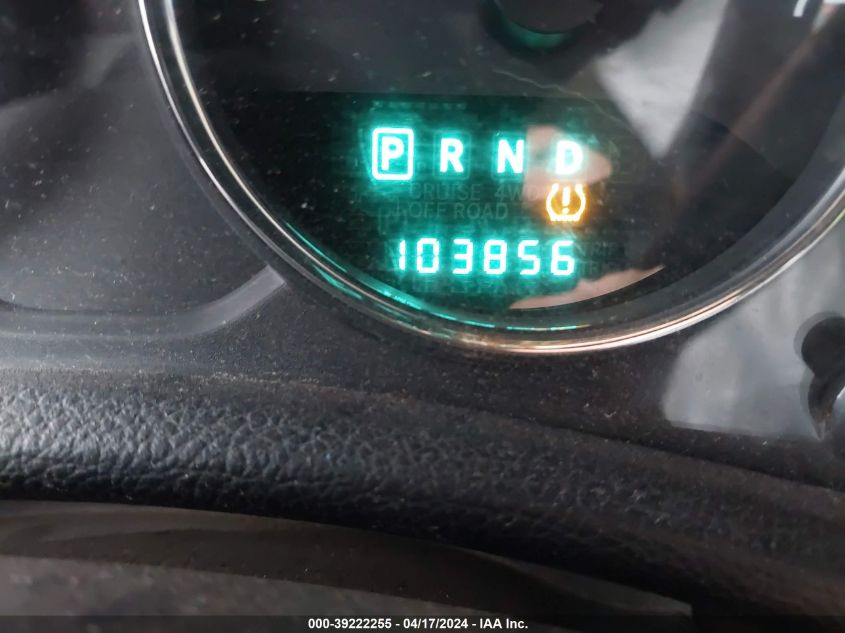 P R N D
CRUISE 4WD
OFF ROAD
103856
000-39222255 - 04/17/2024 - IAA Inc.